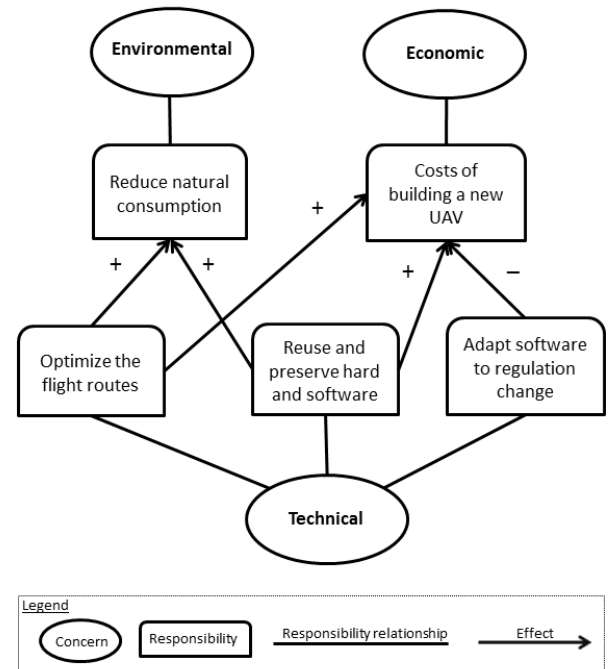 Environmental
Economic
Reduce natural
consumption
Costs of
building a new
UAV
+
+
+
+
−
Optimize the
flight routes
Reuse and
preserve hard
and software
Adapt software
to regulation
change
Technical
Legend
Concern
Responsibility
Responsibility relationship
Effect